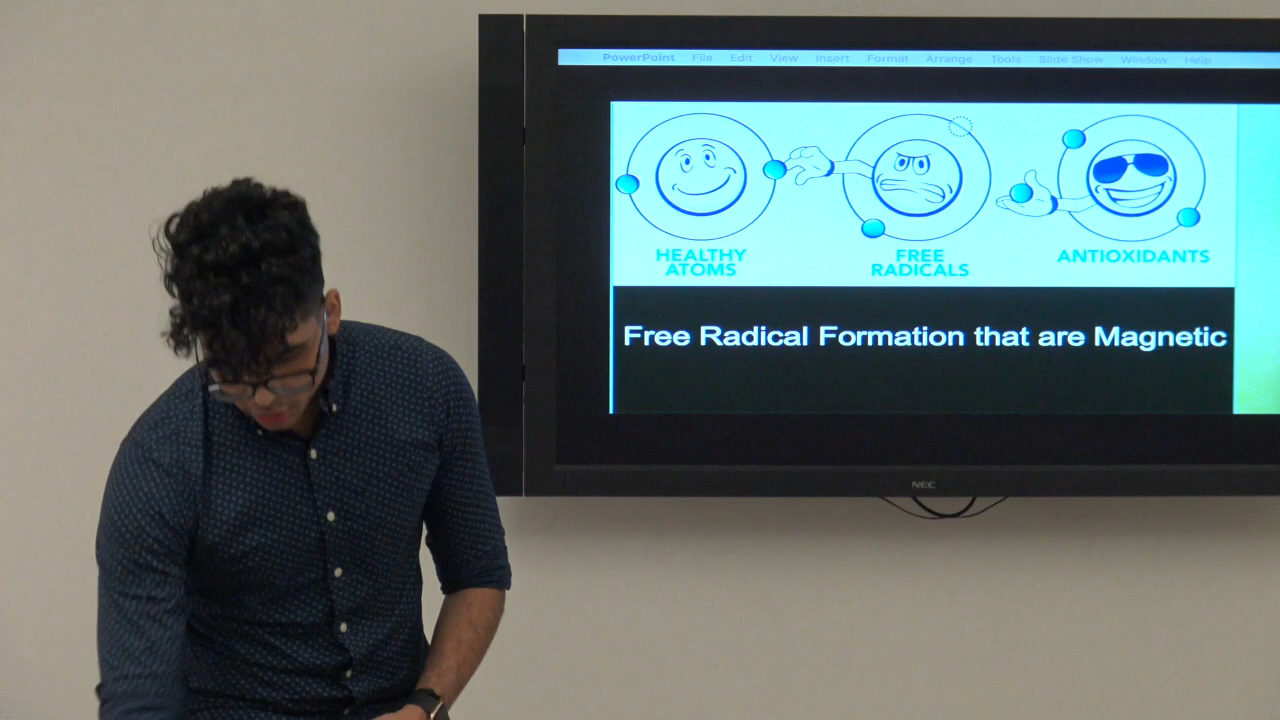 PowerPoint File Edit View Insert Format Arrange Tools Slide Show Window Help
HEALTHY
ATOMS
FREE
RADICALS
ANTIOXIDANTS
Free Radical Formation that are Magnetic
NEC